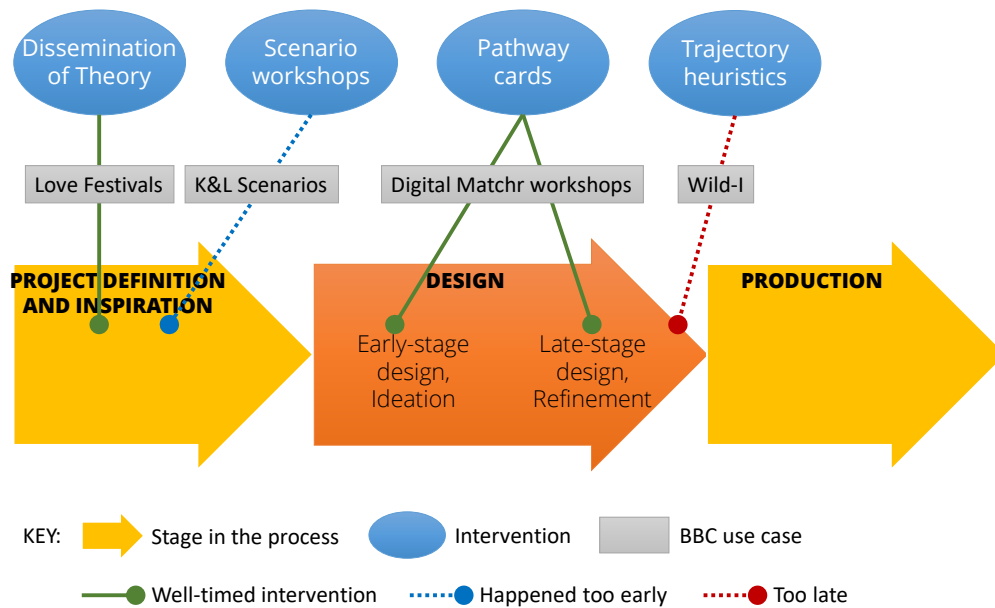 Dissemination
of Theory
Scenario
workshops
Pathway
cards
Trajectory
heuristics
Love Festivals
K&L Scenarios
Digital Matchr workshops
Wild-I
PROJECT DEFINITION
AND INSPIRATION
DESIGN
PRODUCTION
Early-stage
design,
Ideation
Late-stage
design,
Refinement
KEY:
Stage in the process
Intervention
BBC use case
Well-timed intervention
Happened too early
Too late